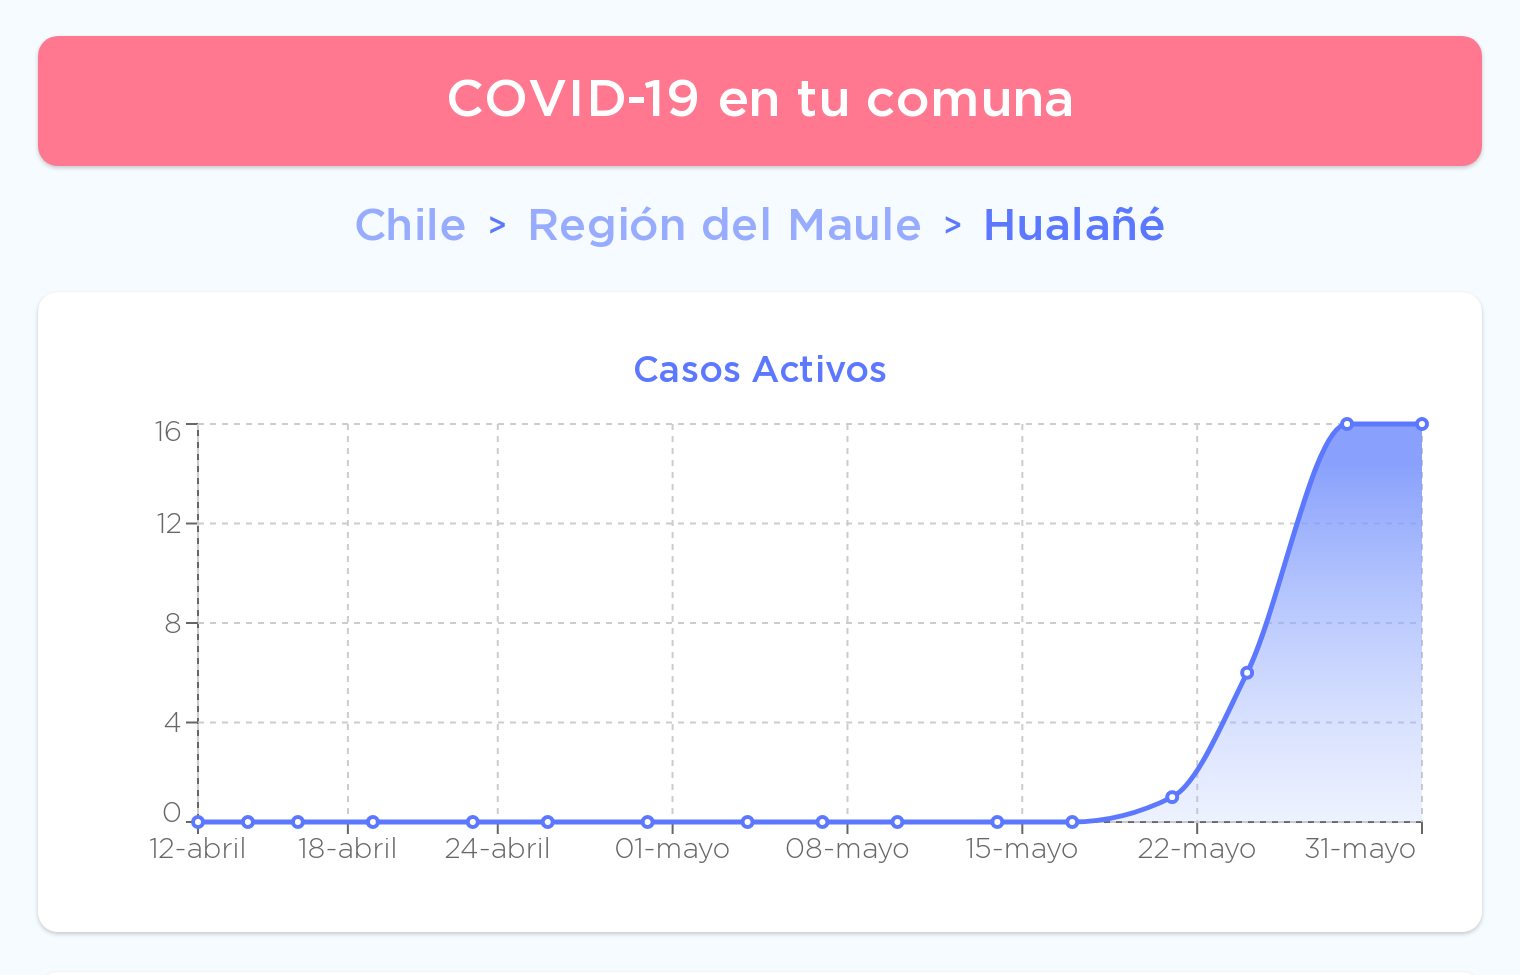 COVID-19 en tu comuna
Chile > Región del Maule > Hualañé
Casos Activos
16
12
8
4
0
12-abril 18-abril 24-abril 01-mayo 08-mayo 15-mayo 22-mayo 31-mayo